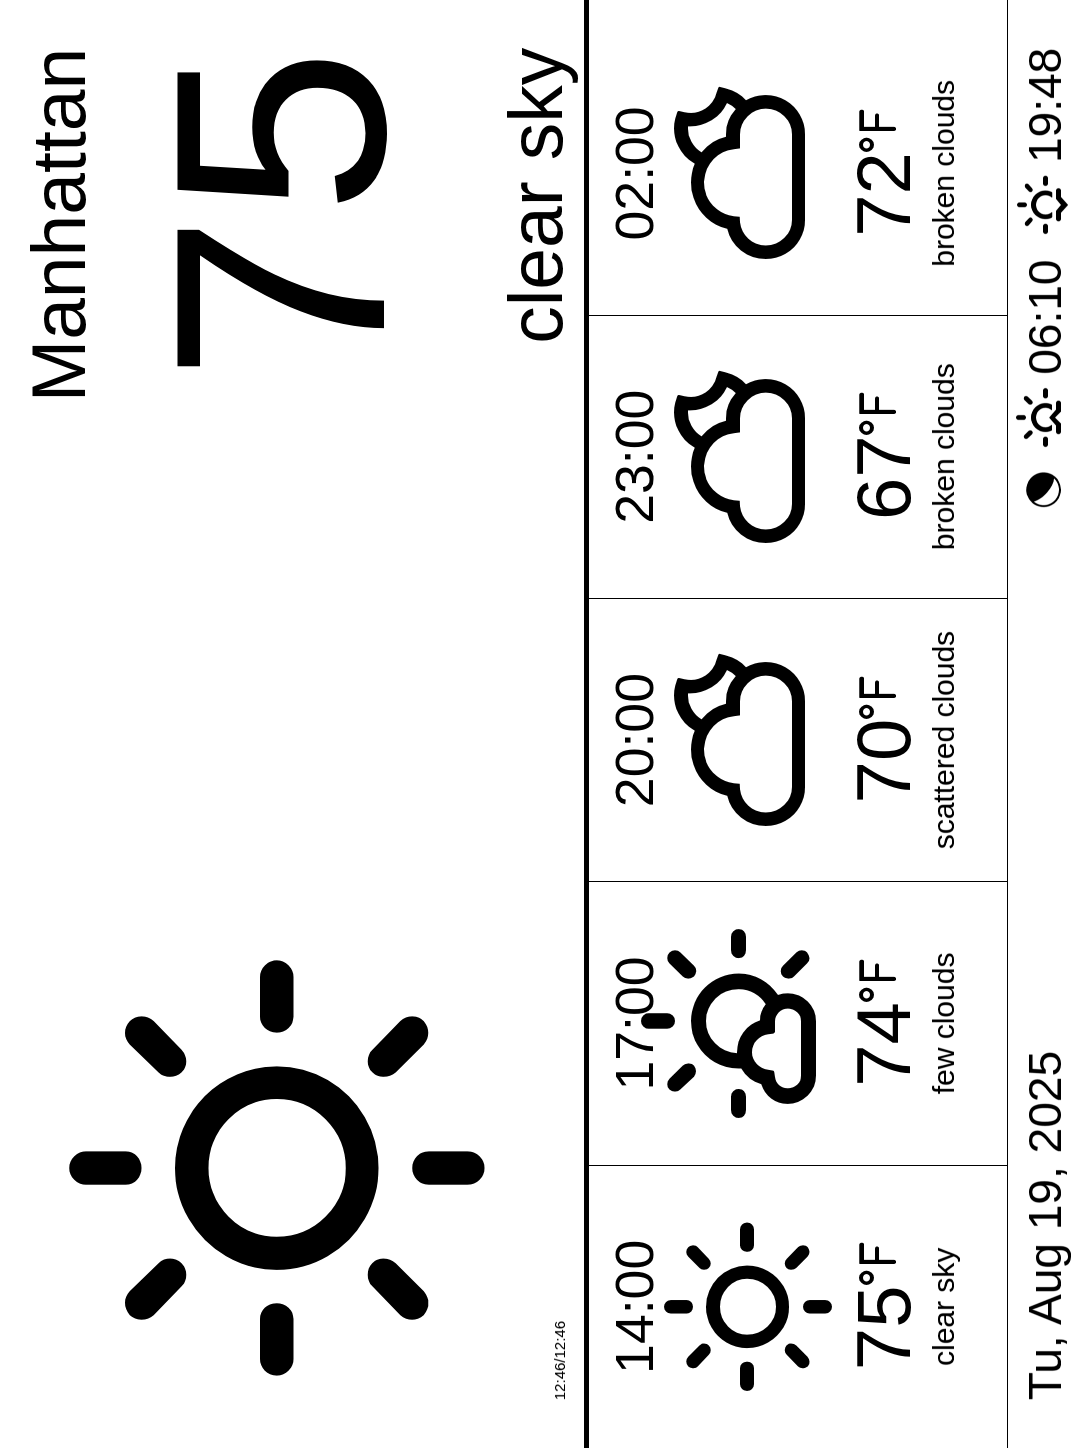 Manhattan
75
clear sky
12:46/12:46
14:00
75°F
clear sky
17:00
74°F
few clouds
20:00
70°F
scattered clouds
23:00
67°F
broken clouds
02:00
72°F
broken clouds
Tu, Aug 19, 2025
06:10 19:48